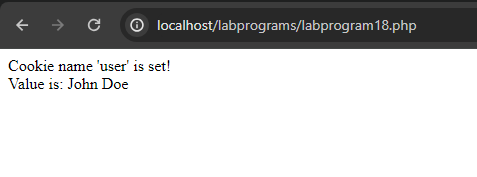 localhost/labprograms/labprogram18.php
Cookie name 'user' is set!
Value is: John Doe